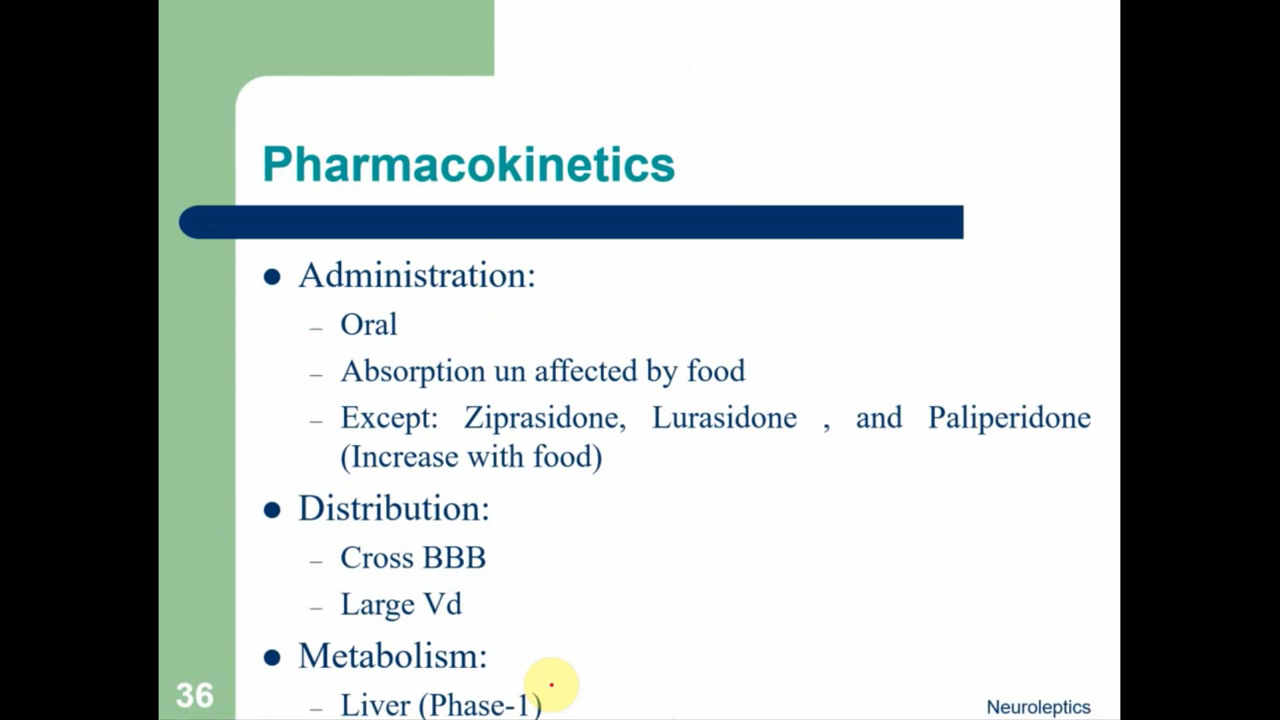 Pharmacokinetics
● Administration:
– Oral
– Absorption un affected by food
– Except: Ziprasidone, Lurasidone , and Paliperidone
(Increase with food)
● Distribution:
– Cross BBB
– Large Vd
● Metabolism:
– Liver (Phase-1)
36
Neuroleptics